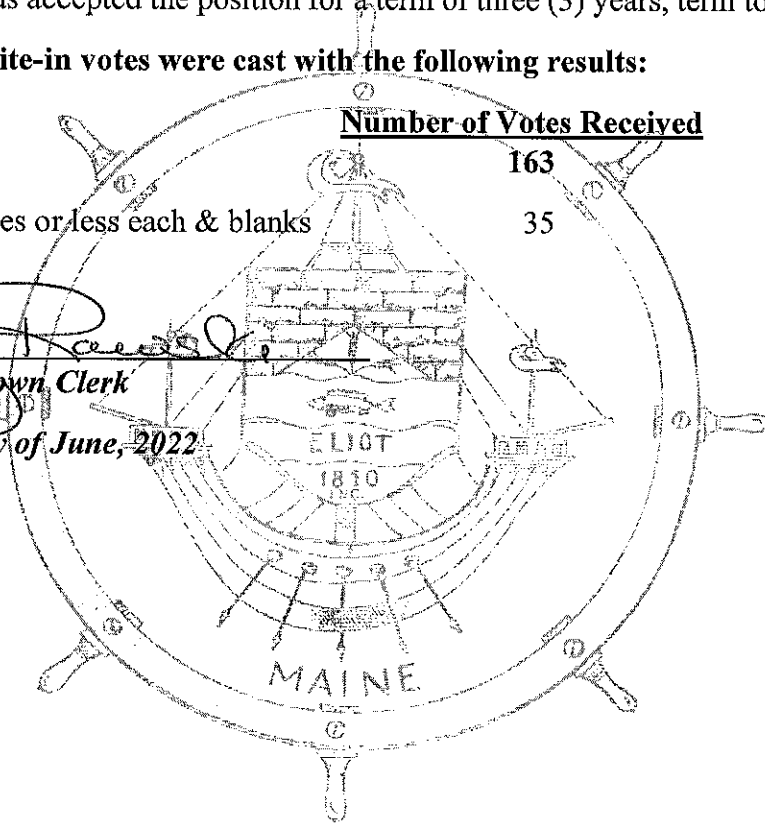 us accepted the position for a term of three (3) years, term to
ite-in votes were cast with the following results:
Number of Votes Received
163
es or less each & blanks 35
own Clerk
of June, 2022
ELIOT
1810
INC.
MAINE